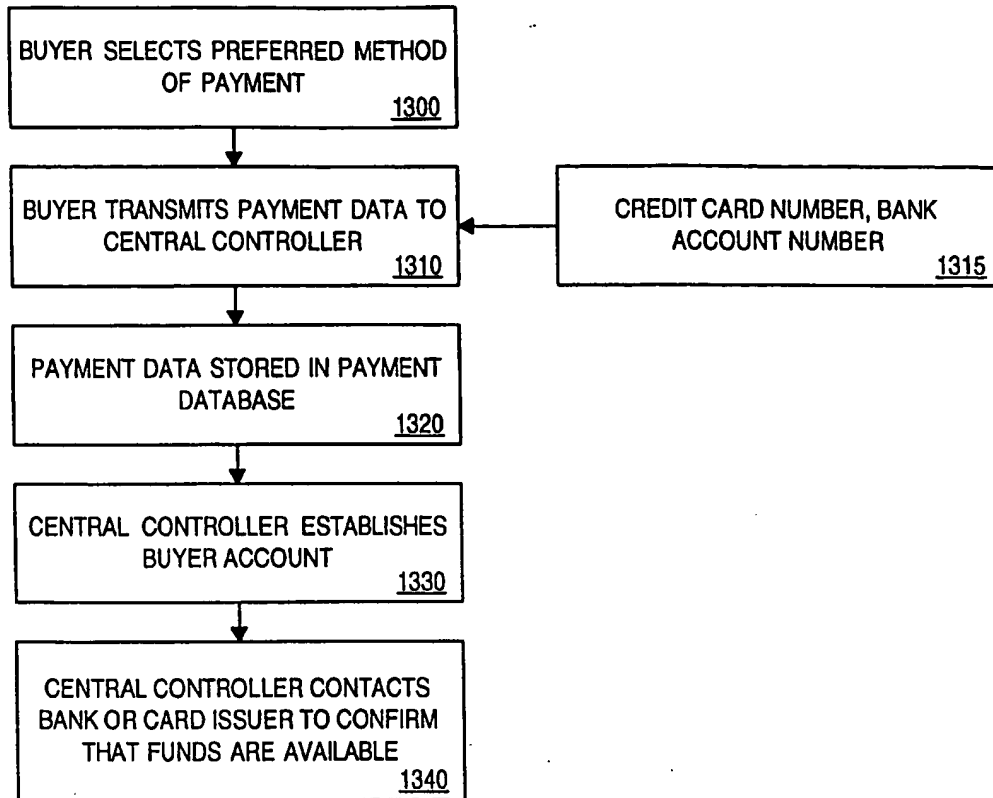 BUYER SELECTS PREFERRED METHOD
OF PAYMENT
1300
BUYER TRANSMITS PAYMENT DATA TO
CENTRAL CONTROLLER
1310
CREDIT CARD NUMBER, BANK
ACCOUNT NUMBER
1315
PAYMENT DATA STORED IN PAYMENT
DATABASE
1320
CENTRAL CONTROLLER ESTABLISHES
BUYER ACCOUNT
1330
CENTRAL CONTROLLER CONTACTS
BANK OR CARD ISSUER TO CONFIRM
THAT FUNDS ARE AVAILABLE
1340